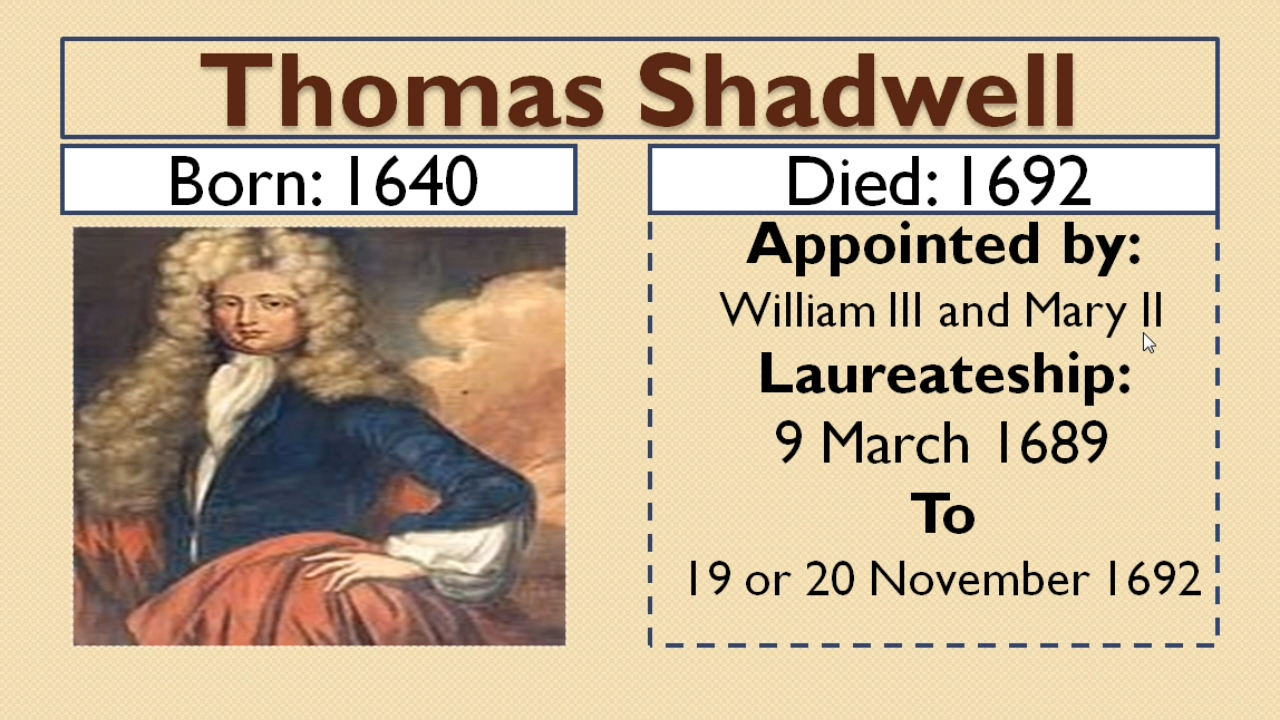 Thomas Shadwell
Born: 1640
Died: 1692
Appointed by:
William III and Mary II
Laureateship:
9 March 1689
To
19 or 20 November 1692